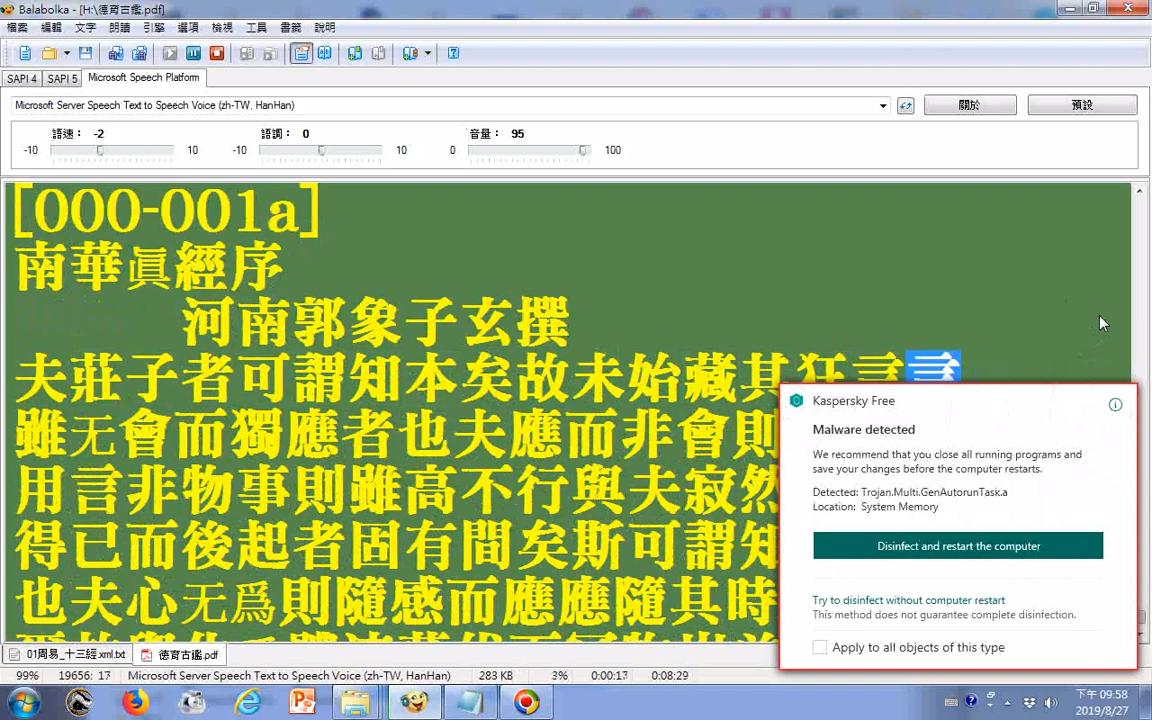 Balabolka - [H:\德育古鑑.pdf]
檔案 編輯 文字 朗讀 引擎 選項 檢視 工具 書籤 說明
SAPI 4 SAPI 5 Microsoft Speech Platform
Microsoft Server Speech Text to Speech Voice (zh-TW, HanHan) 關於 預設
語速： -2 語調： 0 音量： 95
-10 10 -10 10 0 100
[000-001a]
南華眞經序
河南郭象子玄撰
夫莊子者可謂知本矣故未始藏其狂言言
雖无會而獨應者也夫應而非會則
用言非物事則雖高不行與夫寂然
得已而後起者固有間矣斯可謂知
也夫心无爲則隨感而應應隨其時
Kaspersky Free
Malware detected
We recommend that you close all running programs and
save your changes before the computer restarts.
Detected: Trojan.Multi.GenAutorunTask.a
Location: System Memory
Disinfect and restart the computer
Try to disinfect without computer restart
This method does not guarantee complete disinfection.
Apply to all objects of this type
01周易_十三經.xml.txt 德育古鑑.pdf
99% 19656: 17 Microsoft Server Speech Text to Speech Voice (zh-TW, HanHan) 283 KB 3% 0:00:17 0:08:29
下午 09:58
2019/8/27